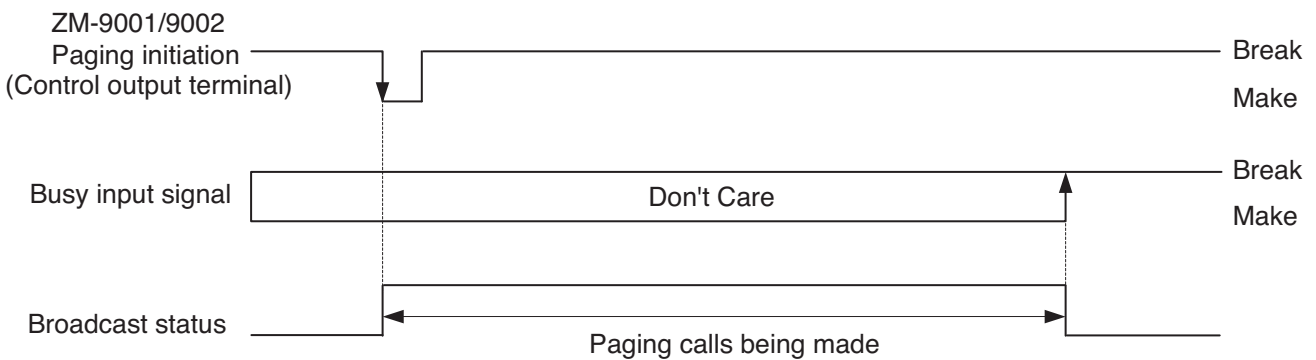 ZM-9001/9002
Paging initiation
(Control output terminal)
Break
Make
Busy input signal
Don't Care
Break
Make
Broadcast status
Paging calls being made